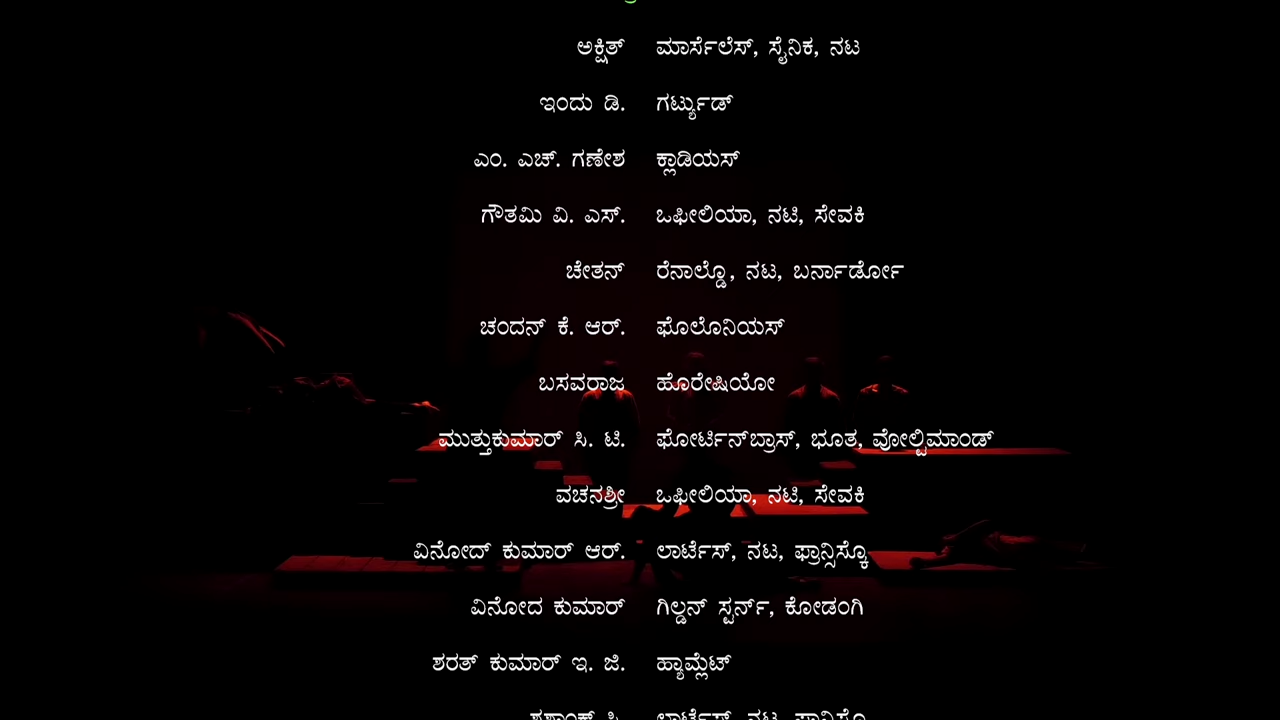 ಅಕ್ಷಿತ್ ಮಾರ್ಸೆಲೆಸ್, ಸೈನಿಕ, ನಟ
ಇಂದು ಡಿ. ಗರ್ಟ್ಯುಡ್
ಎಂ. ಎಚ್. ಗಣೇಶ ಕ್ಲಾಡಿಯಸ್
ಗೌತಮಿ ವಿ. ಎಸ್. ಒಫೀಲಿಯಾ, ನಟಿ, ಸೇವಕಿ
ಚೇತನ್ ರೆನಾಲ್ಡೊ, ನಟ, ಬರ್ನಾರ್ಡೋ
ಚಂದನ್ ಕೆ. ಆರ್. ಫೊಲೊನಿಯಸ್
ಬಸವರಾಜ ಹೊರೇಷಿಯೋ
ಮುತ್ತುಕುಮಾರ್ ಸಿ. ಟಿ. ಫೋರ್ಟಿನ್‌ಬ್ರಾಸ್, ಭೂತ, ವೋಲ್ಟಿಮಾಂಡ್
ವಚನಶ್ರೀ ಒಫೀಲಿಯಾ, ನಟಿ, ಸೇವಕಿ
ವಿನೋದ್ ಕುಮಾರ್ ಆರ್. ಲಾರ್ಟೆಸ್, ನಟ, ಫ್ರಾನ್ಸಿಸ್ಕೊ
ವಿನೋದ ಕುಮಾರ್ ಗಿಲ್ಡನ್ ಸ್ಟರ್ನ್, ಕೋಡಂಗಿ
ಶರತ್ ಕುಮಾರ್ ಇ. ಜಿ. ಹ್ಯಾಮ್ಲೆಟ್